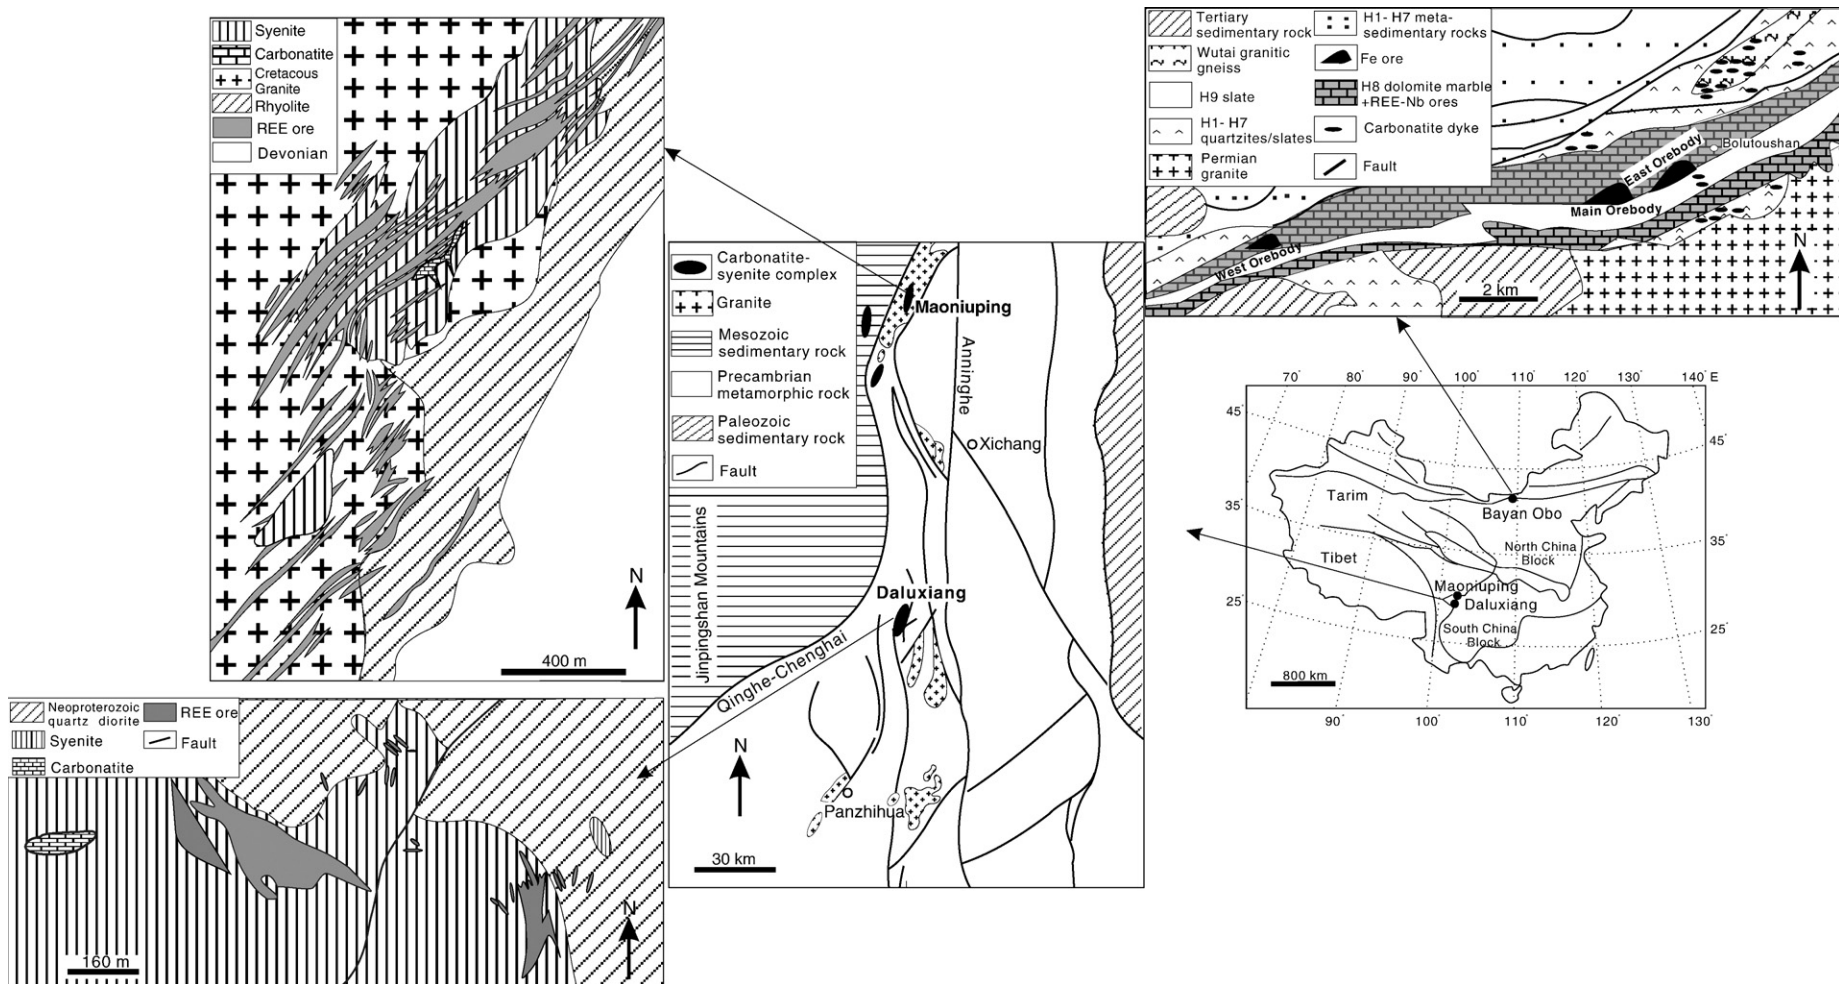 Syenite
Carbonatite
Cretacous
Granite
Rhyolite
REE ore
Devonian
N
400 m
Neoproterozoic
quartz diorite
REE ore
Syenite
Fault
Carbonatite
N
160 m
Carbonatite-
syenite complex
Granite
Mesozoic
sedimentary rock
Precambrian
metamorphic rock
Paleozoic
sedimentary rock
Fault
Maoniuping
Anninghe
Xichang
Jinpingshan Mountains
Daluxiang
Qinghe-Chenghai
N
Panzhihua
30 km
Tertiary
sedimentary rock
H1- H7 meta-
sedimentary rocks
Wutai granitic
gneiss
Fe ore
H9 slate
H8 dolomite marble
+REE-Nb ores
H1- H7
quartzites/slates
Carbonatite dyke
Permian
granite
Fault
Bolutoushan
East Orebody
Main Orebody
West Orebody
N
2 km
70°
80°
90°
100°
110°
120°
130°
140° E
45°
45°
35°
35°
25°
25°
Tarim
Bayan Obo
North China
Block
Tibet
Maoniuping
Daluxiang
South China
Block
800 km
90°
100°
110°
120°
130°